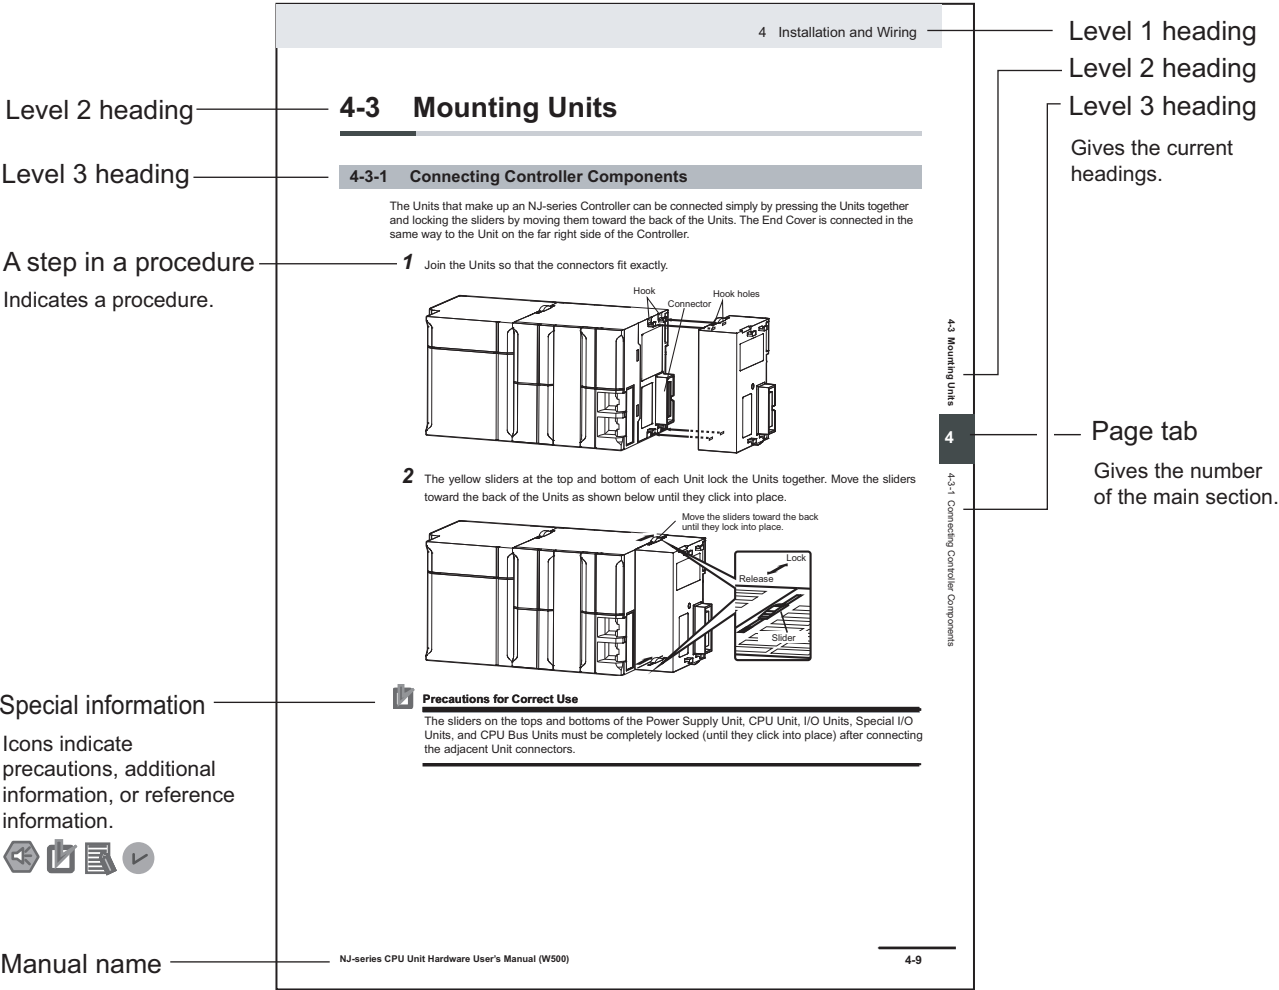 4 Installation and Wiring
Level 1 heading
Level 2 heading
Level 3 heading
Gives the current
headings.
Level 2 heading
4-3 Mounting Units
Level 3 heading
4-3-1 Connecting Controller Components
The Units that make up an NJ-series Controller can be connected simply by pressing the Units together
and locking the sliders by moving them toward the back of the Units. The End Cover is connected in the
same way to the Unit on the far right side of the Controller.
A step in a procedure
Indicates a procedure.
1 Join the Units so that the connectors fit exactly.
Hook
Connector
Hook holes
4-3 Mounting Units
4
Page tab
Gives the number
of the main section.
4-3-1 Connecting Controller Components
2 The yellow sliders at the top and bottom of each Unit lock the Units together. Move the sliders
toward the back of the Units as shown below until they click into place.
Move the sliders toward the back
until they lock into place.
Lock
Release
Slider
Special information
Icons indicate
precautions, additional
information, or reference
information.
Precautions for Correct Use
The sliders on the tops and bottoms of the Power Supply Unit, CPU Unit, I/O Units, Special I/O
Units, and CPU Bus Units must be completely locked (until they click into place) after connecting
the adjacent Unit connectors.
Manual name
NJ-series CPU Unit Hardware User's Manual (W500)
4-9